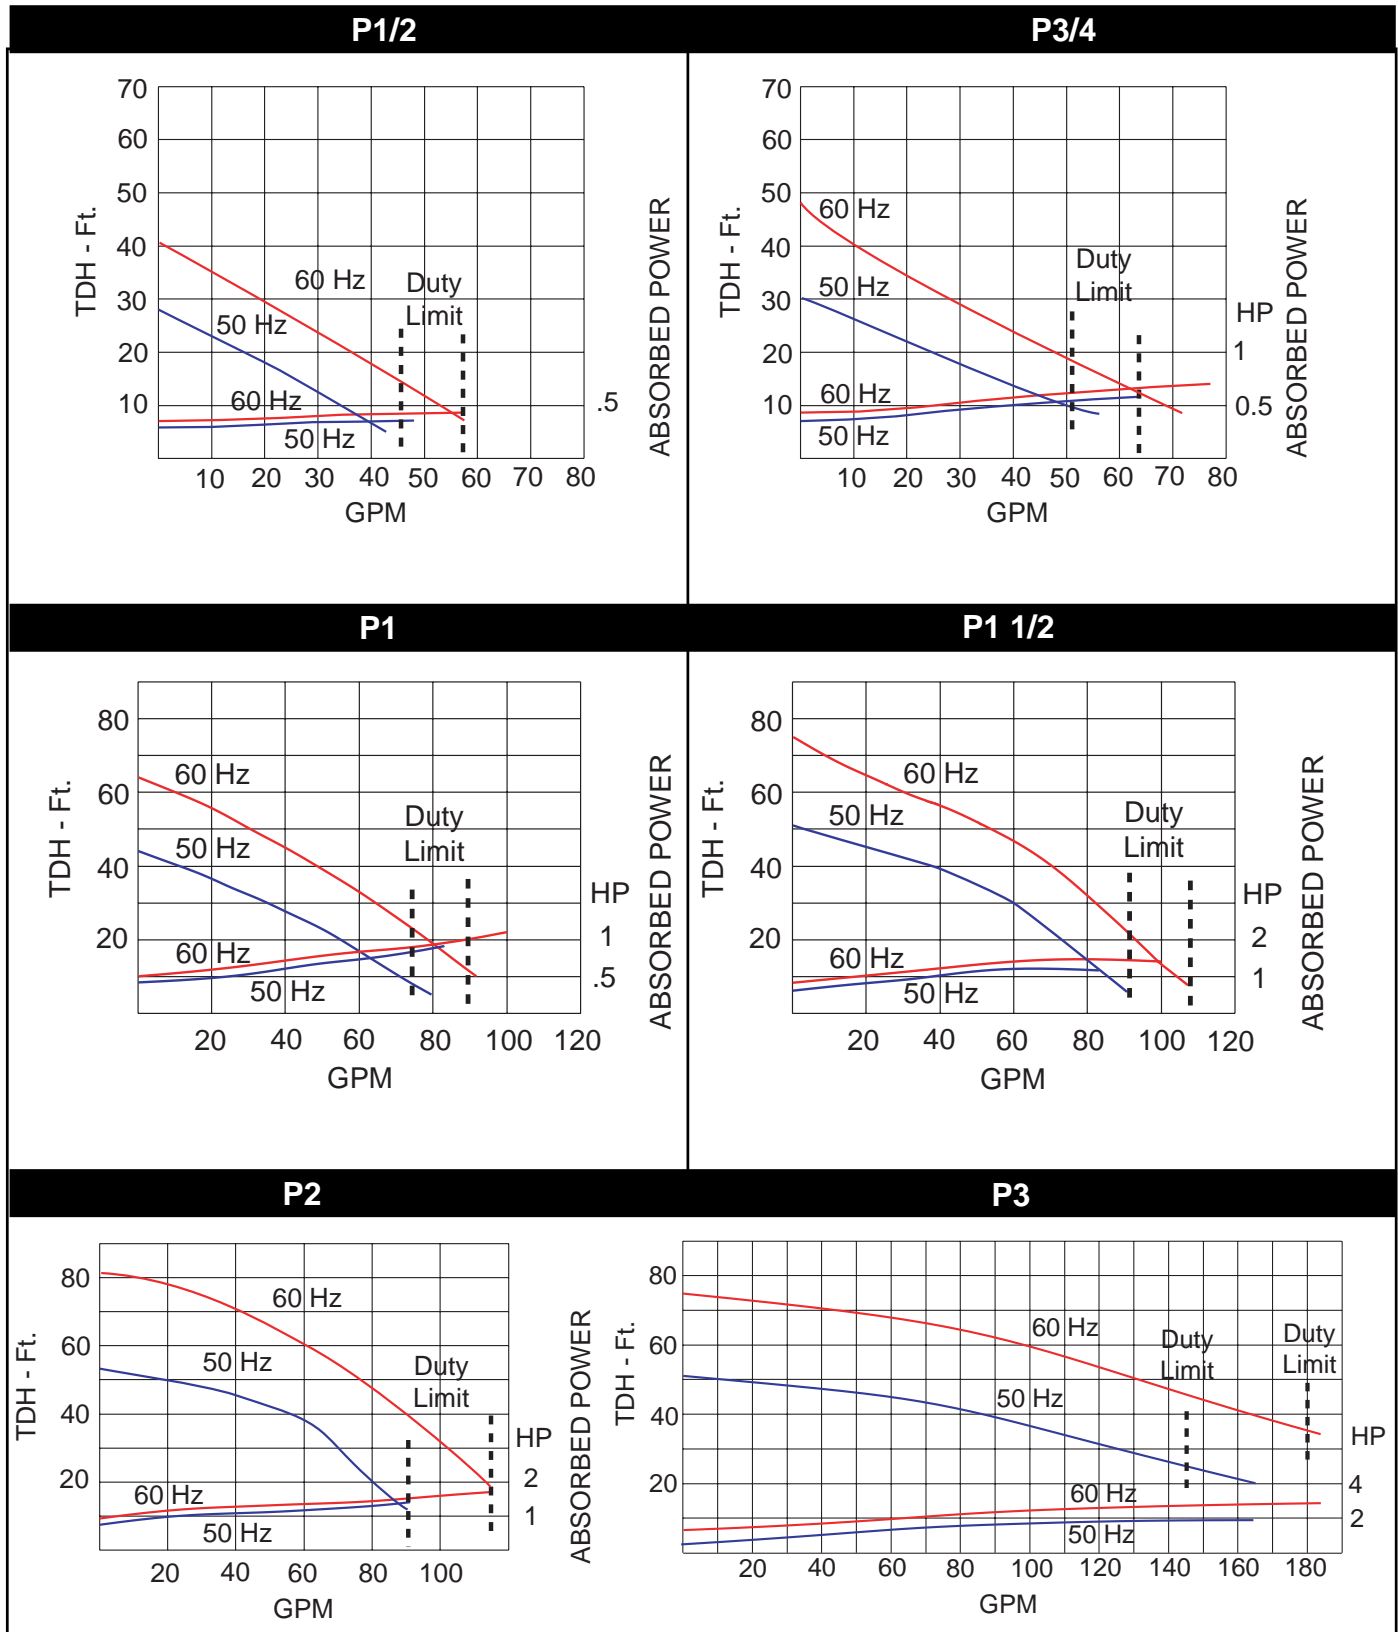 P1/2
70
60
50
40
30
20
10
TDH - Ft.
60 Hz
50 Hz
Duty
Limit
60 Hz
50 Hz
.5
ABSORBED POWER
10 20 30 40 50 60 70 80
GPM
P3/4
70
60
50
40
30
20
10
TDH - Ft.
60 Hz
50 Hz
Duty
Limit
60 Hz
50 Hz
HP
1
0.5
ABSORBED POWER
10 20 30 40 50 60 70 80
GPM
P1
80
60
40
20
TDH - Ft.
60 Hz
50 Hz
Duty
Limit
60 Hz
50 Hz
HP
1
.5
ABSORBED POWER
20 40 60 80 100 120
GPM
P1 1/2
80
60
40
20
TDH - Ft.
60 Hz
50 Hz
Duty
Limit
60 Hz
50 Hz
HP
2
1
ABSORBED POWER
20 40 60 80 100 120
GPM
P2
80
60
40
20
TDH - Ft.
60 Hz
50 Hz
Duty
Limit
60 Hz
50 Hz
HP
2
1
ABSORBED POWER
20 40 60 80 100
GPM
P3
80
60
40
20
TDH - Ft.
60 Hz
50 Hz
Duty
Limit
Duty
Limit
60 Hz
50 Hz
HP
4
2
20 40 60 80 100 120 140 160 180
GPM